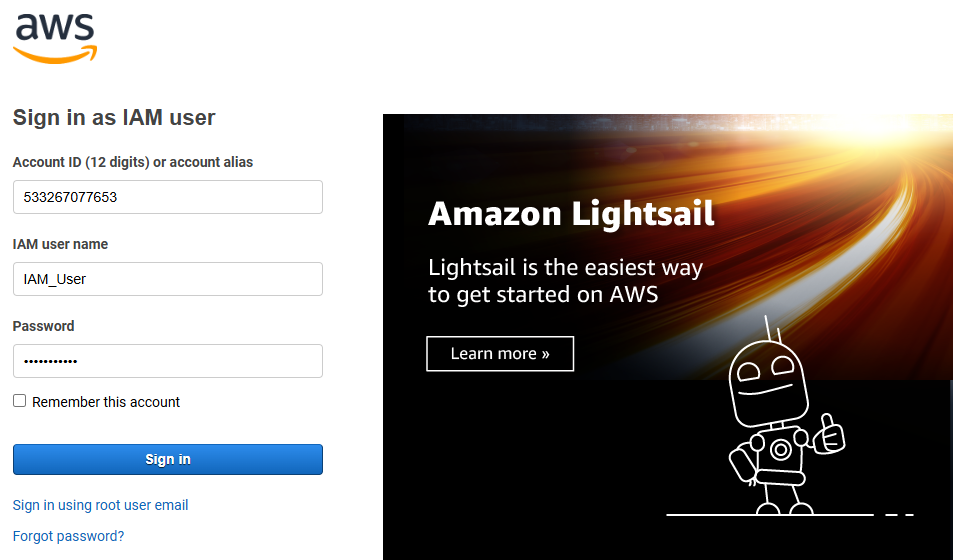 aws
Sign in as IAM user
Account ID (12 digits) or account alias
533267077653
IAM user name
IAM_User
Password
•••••••••••
Remember this account
Sign in
Sign in using root user email
Forgot password?
Amazon Lightsail
Lightsail is the easiest way
to get started on AWS
Learn more »